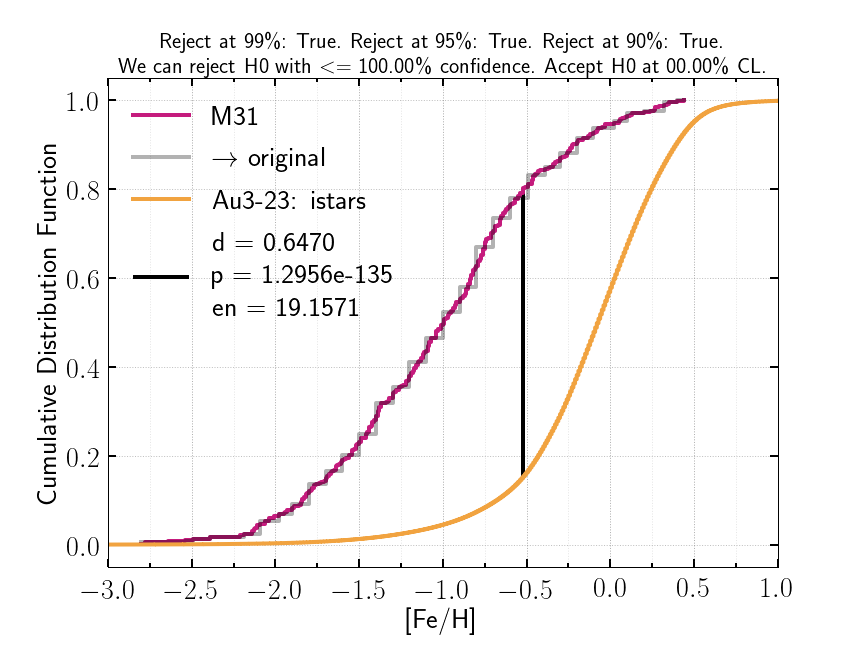 Reject at 99%: True. Reject at 95%: True. Reject at 90%: True.
We can reject H0 with <= 100.00% confidence. Accept H0 at 00.00% CL.
M31
→ original
Au3-23: istars
d = 0.6470
p = 1.2956e-135
en = 19.1571
Cumulative Distribution Function
1.0
0.8
0.6
0.4
0.2
0.0
−3.0 −2.5 −2.0 −1.5 −1.0 −0.5 0.0 0.5 1.0
[Fe/H]